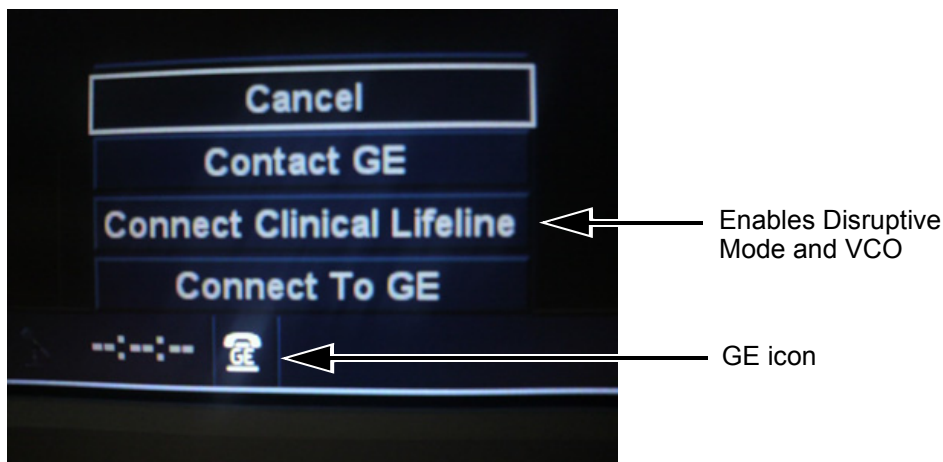 Cancel
Contact GE
Connect Clinical Lifeline
Enables Disruptive
Mode and VCO
Connect To GE
--:--:--
GE
GE icon